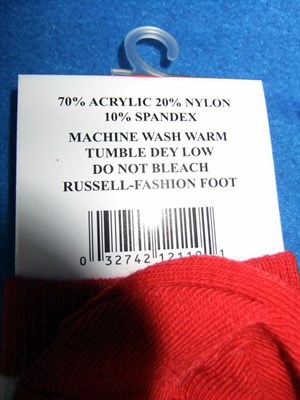 70% ACRYLIC 20% NYLON
10% SPANDEX
MACHINE WASH WARM
TUMBLE DEY LOW
DO NOT BLEACH
RUSSELL-FASHION FOOT
0 32742 1